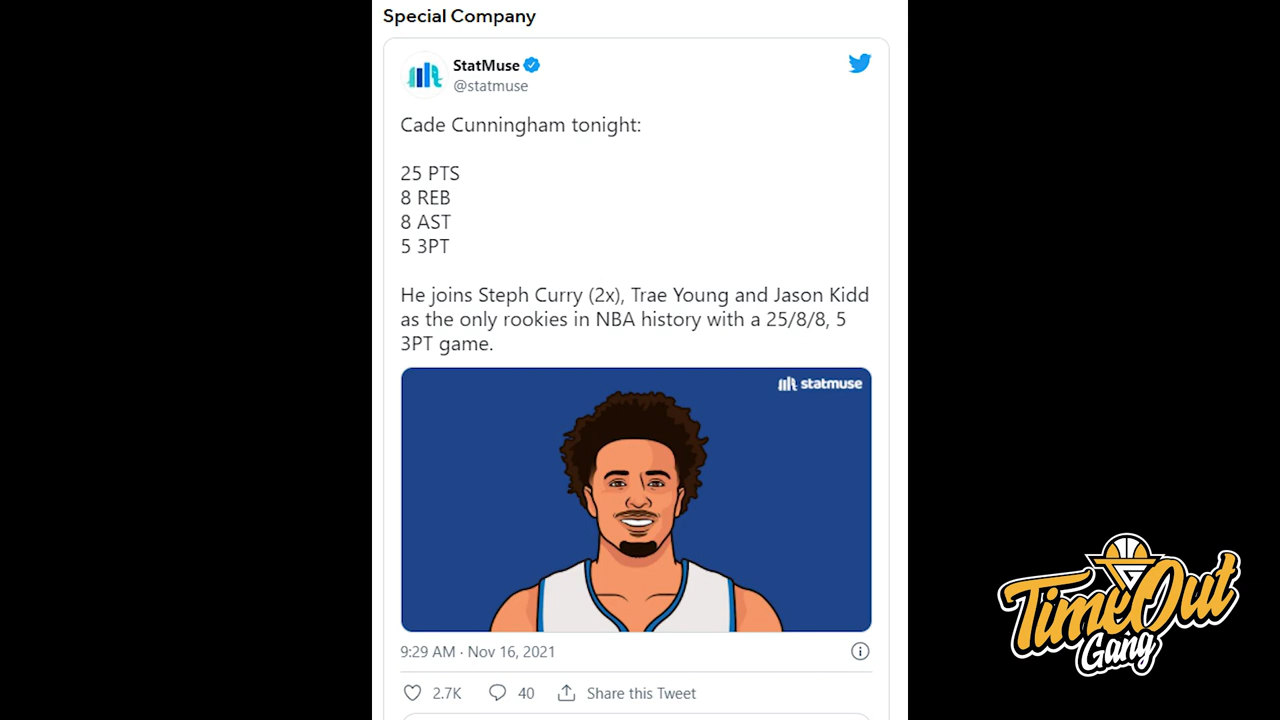 Special Company
StatMuse
@statmuse
Cade Cunningham tonight:
25 PTS
8 REB
8 AST
5 3PT
He joins Steph Curry (2x), Trae Young and Jason Kidd
as the only rookies in NBA history with a 25/8/8, 5
3PT game.
statmuse
9:29 AM · Nov 16, 2021
2.7K 40 Share this Tweet
TG
TimeOut
Gang